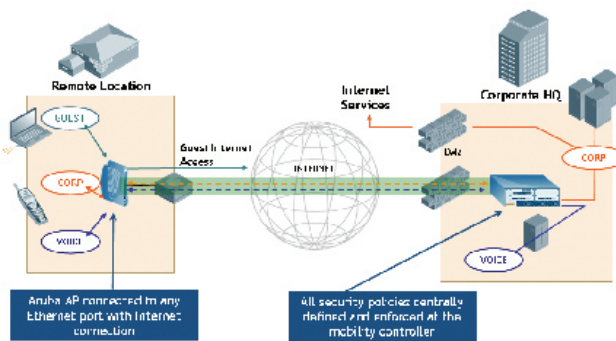 Remote Location
GUEST
Guest Internet
Access
CORP
VOICE
INTERNET
Internet
Services
Corporate HQ
DMZ
CORP
VOICE
Aruba AP connected to any
Ethernet port with Internet
connection
All security policies centrally
defined and enforced at the
mobility controller